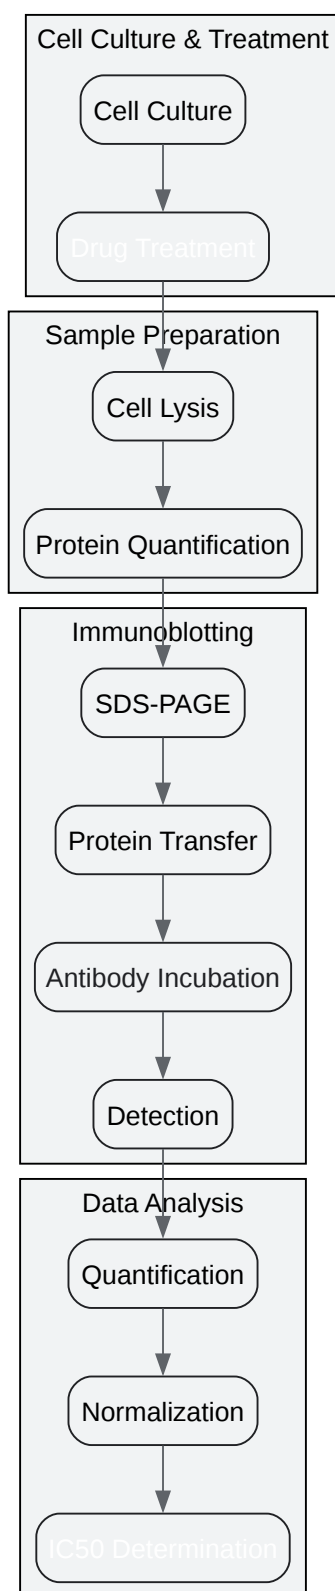 Cell Culture & Treatment
Cell Culture
Drug Treatment
Sample Preparation
Cell Lysis
Protein Quantification
Immunoblotting
SDS-PAGE
Protein Transfer
Antibody Incubation
Detection
Data Analysis
Quantification
Normalization
IC50 Determination